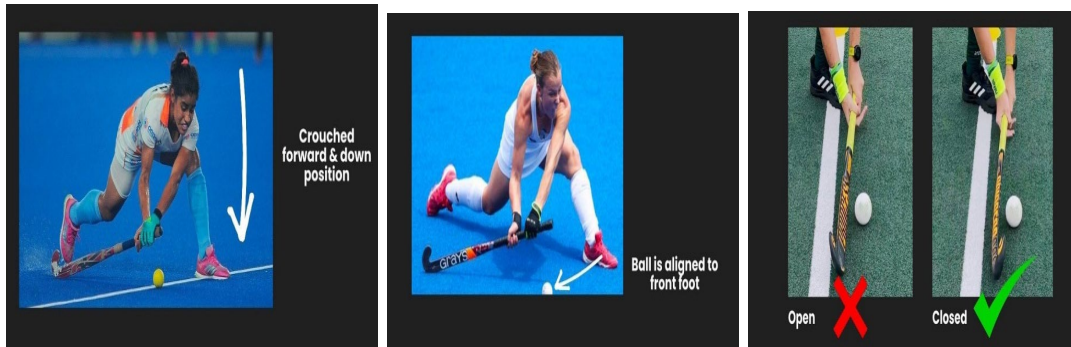 Crouched
forward & down
position
GRAYS
Ball is aligned to
front foot
Open
Closed